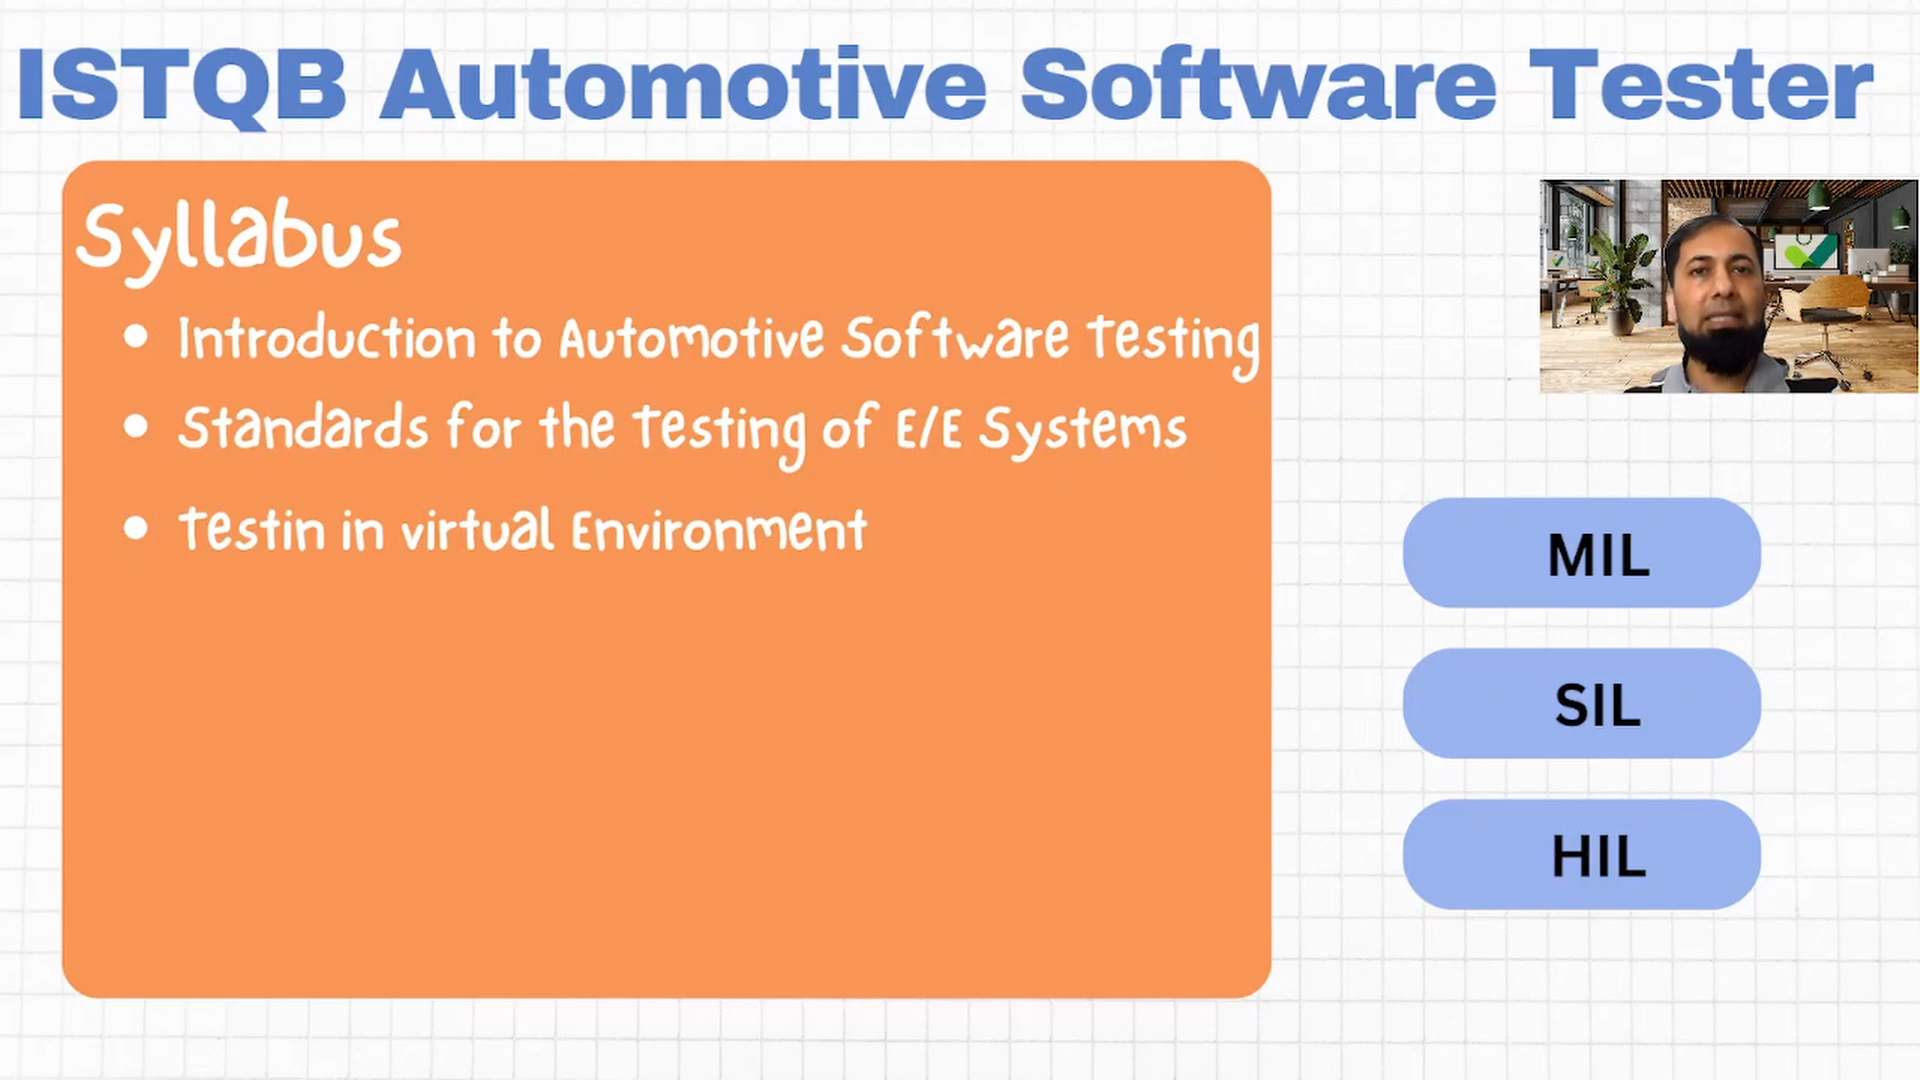 ISTQB Automotive Software Tester
Syllabus
Introduction to Automotive Software Testing
Standards for the Testing of E/E Systems
Testin in virtual Environment
MIL
SIL
HIL